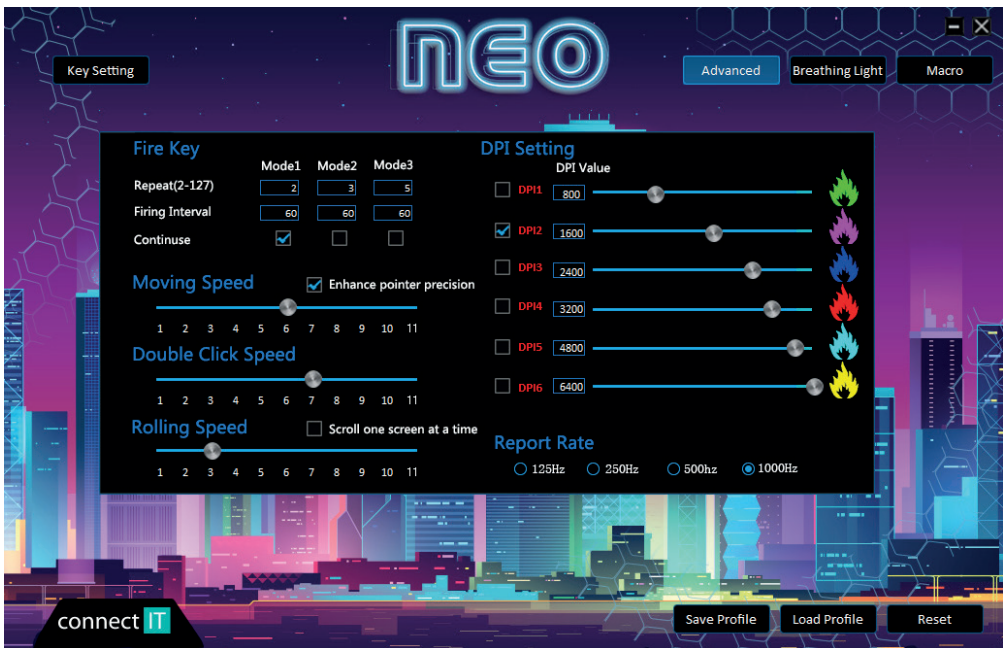 neo
Key Setting
Advanced
Breathing Light
Macro
Fire Key
Mode1 Mode2 Mode3
Repeat(2-127) 2 3 5
Firing Interval 60 60 60
Continuse
Moving Speed Enhance pointer precision
1 2 3 4 5 6 7 8 9 10 11
Double Click Speed
1 2 3 4 5 6 7 8 9 10 11
Rolling Speed Scroll one screen at a time
1 2 3 4 5 6 7 8 9 10 11
DPI Setting
DPI Value
DPI1 800
DPI2 1600
DPI3 2400
DPI4 3200
DPI5 4800
DPI6 6400
Report Rate
125Hz 250Hz 500hz 1000Hz
connect IT
Save Profile
Load Profile
Reset